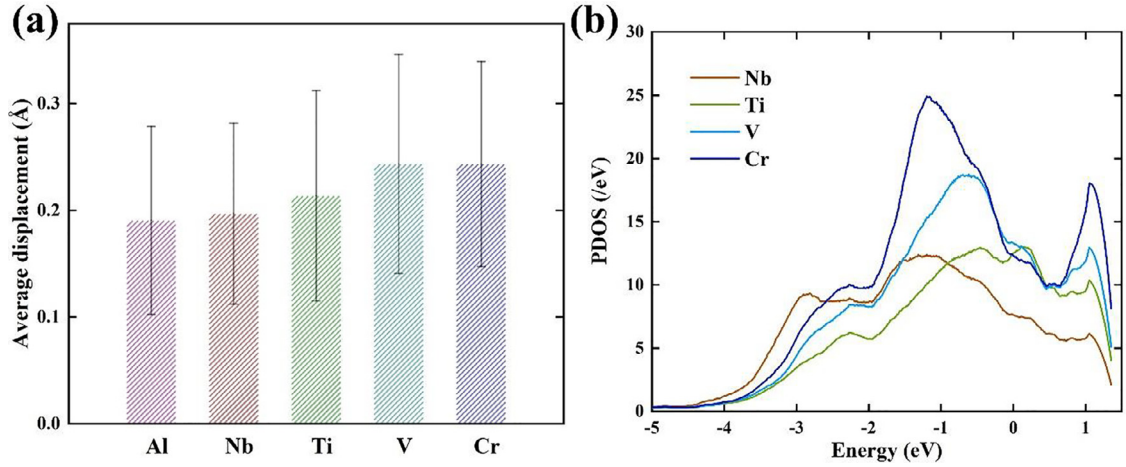 (a)
Average displacement (Å)
0.3
0.2
0.1
0.0
Al Nb Ti V Cr
(b)
PDOS (/eV)
30
25
20
15
10
5
0
Nb
Ti
V
Cr
-5 -4 -3 -2 -1 0 1
Energy (eV)